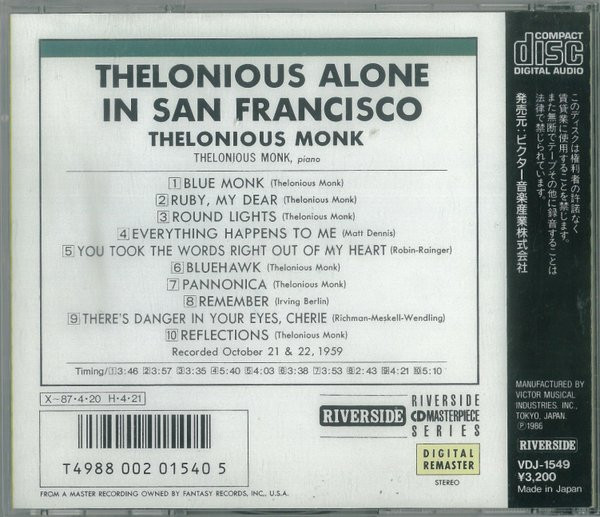 THELONIOUS ALONE
IN SAN FRANCISCO
THELONIOUS MONK
THELONIOUS MONK, piano
1 BLUE MONK (Thelonious Monk)
2 RUBY, MY DEAR (Thelonious Monk)
3 ROUND LIGHTS (Thelonious Monk)
4 EVERYTHING HAPPENS TO ME (Matt Dennis)
5 YOU TOOK THE WORDS RIGHT OUT OF MY HEART (Robin-Rainger)
6 BLUEHAWK (Thelonious Monk)
7 PANNONICA (Thelonious Monk)
8 REMEMBER (Irving Berlin)
9 THERE'S DANGER IN YOUR EYES, CHERIE (Richman-Meskell-Wendling)
10 REFLECTIONS (Thelonious Monk)
Recorded October 21 & 22, 1959
Timing/1 3:46 2 3:57 3 3:35 4 5:40 5 4:03 6 3:38 7 3:53 8 2:43 9 4:21 10 5:10
X-87·4·20 H·4·21
T4988 002 01540 5
RIVERSIDE
RIVERSIDE
CD MASTERPIECE
SERIES
DIGITAL
REMASTER
STEREO
FROM A MASTER RECORDING OWNED BY FANTASY RECORDS, INC., U.S.A.
COMPACT
disc
DIGITAL AUDIO
このディスクは権利者の許諾なく
賃貸業に使用することを禁じます。
また無断でテープその他に録音することは
法律で禁じられています。
発売元:ビクター音楽産業株式会社
MANUFACTURED BY
VICTOR MUSICAL
INDUSTRIES, INC.,
TOKYO, JAPAN.
Ⓟ1986
RIVERSIDE
VDJ-1549
¥3,200
Made in Japan